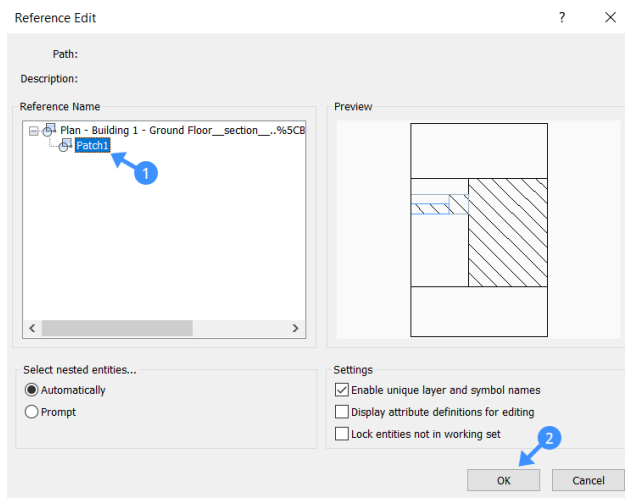 Reference Edit
Path:
Description:
Reference Name
Plan - Building 1 - Ground Floor__section__..%5CB
Patch1
1
Preview
Select nested entities...
Automatically
Prompt
Settings
Enable unique layer and symbol names
Display attribute definitions for editing
Lock entities not in working set
2
OK
Cancel